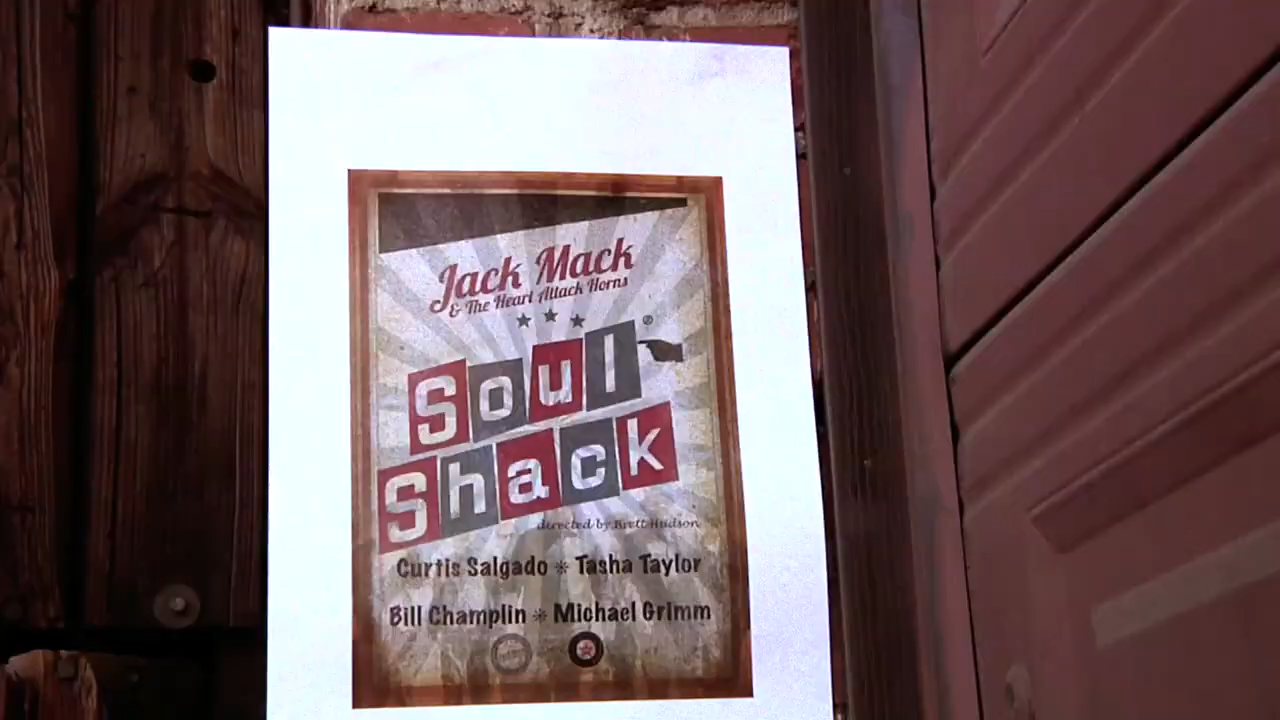 Jack Mack
& The Heart Attack Horns
Soul®
Shack
directed by Brett Hudson
Curtis Salgado * Tasha Taylor
Bill Champlin * Michael Grimm